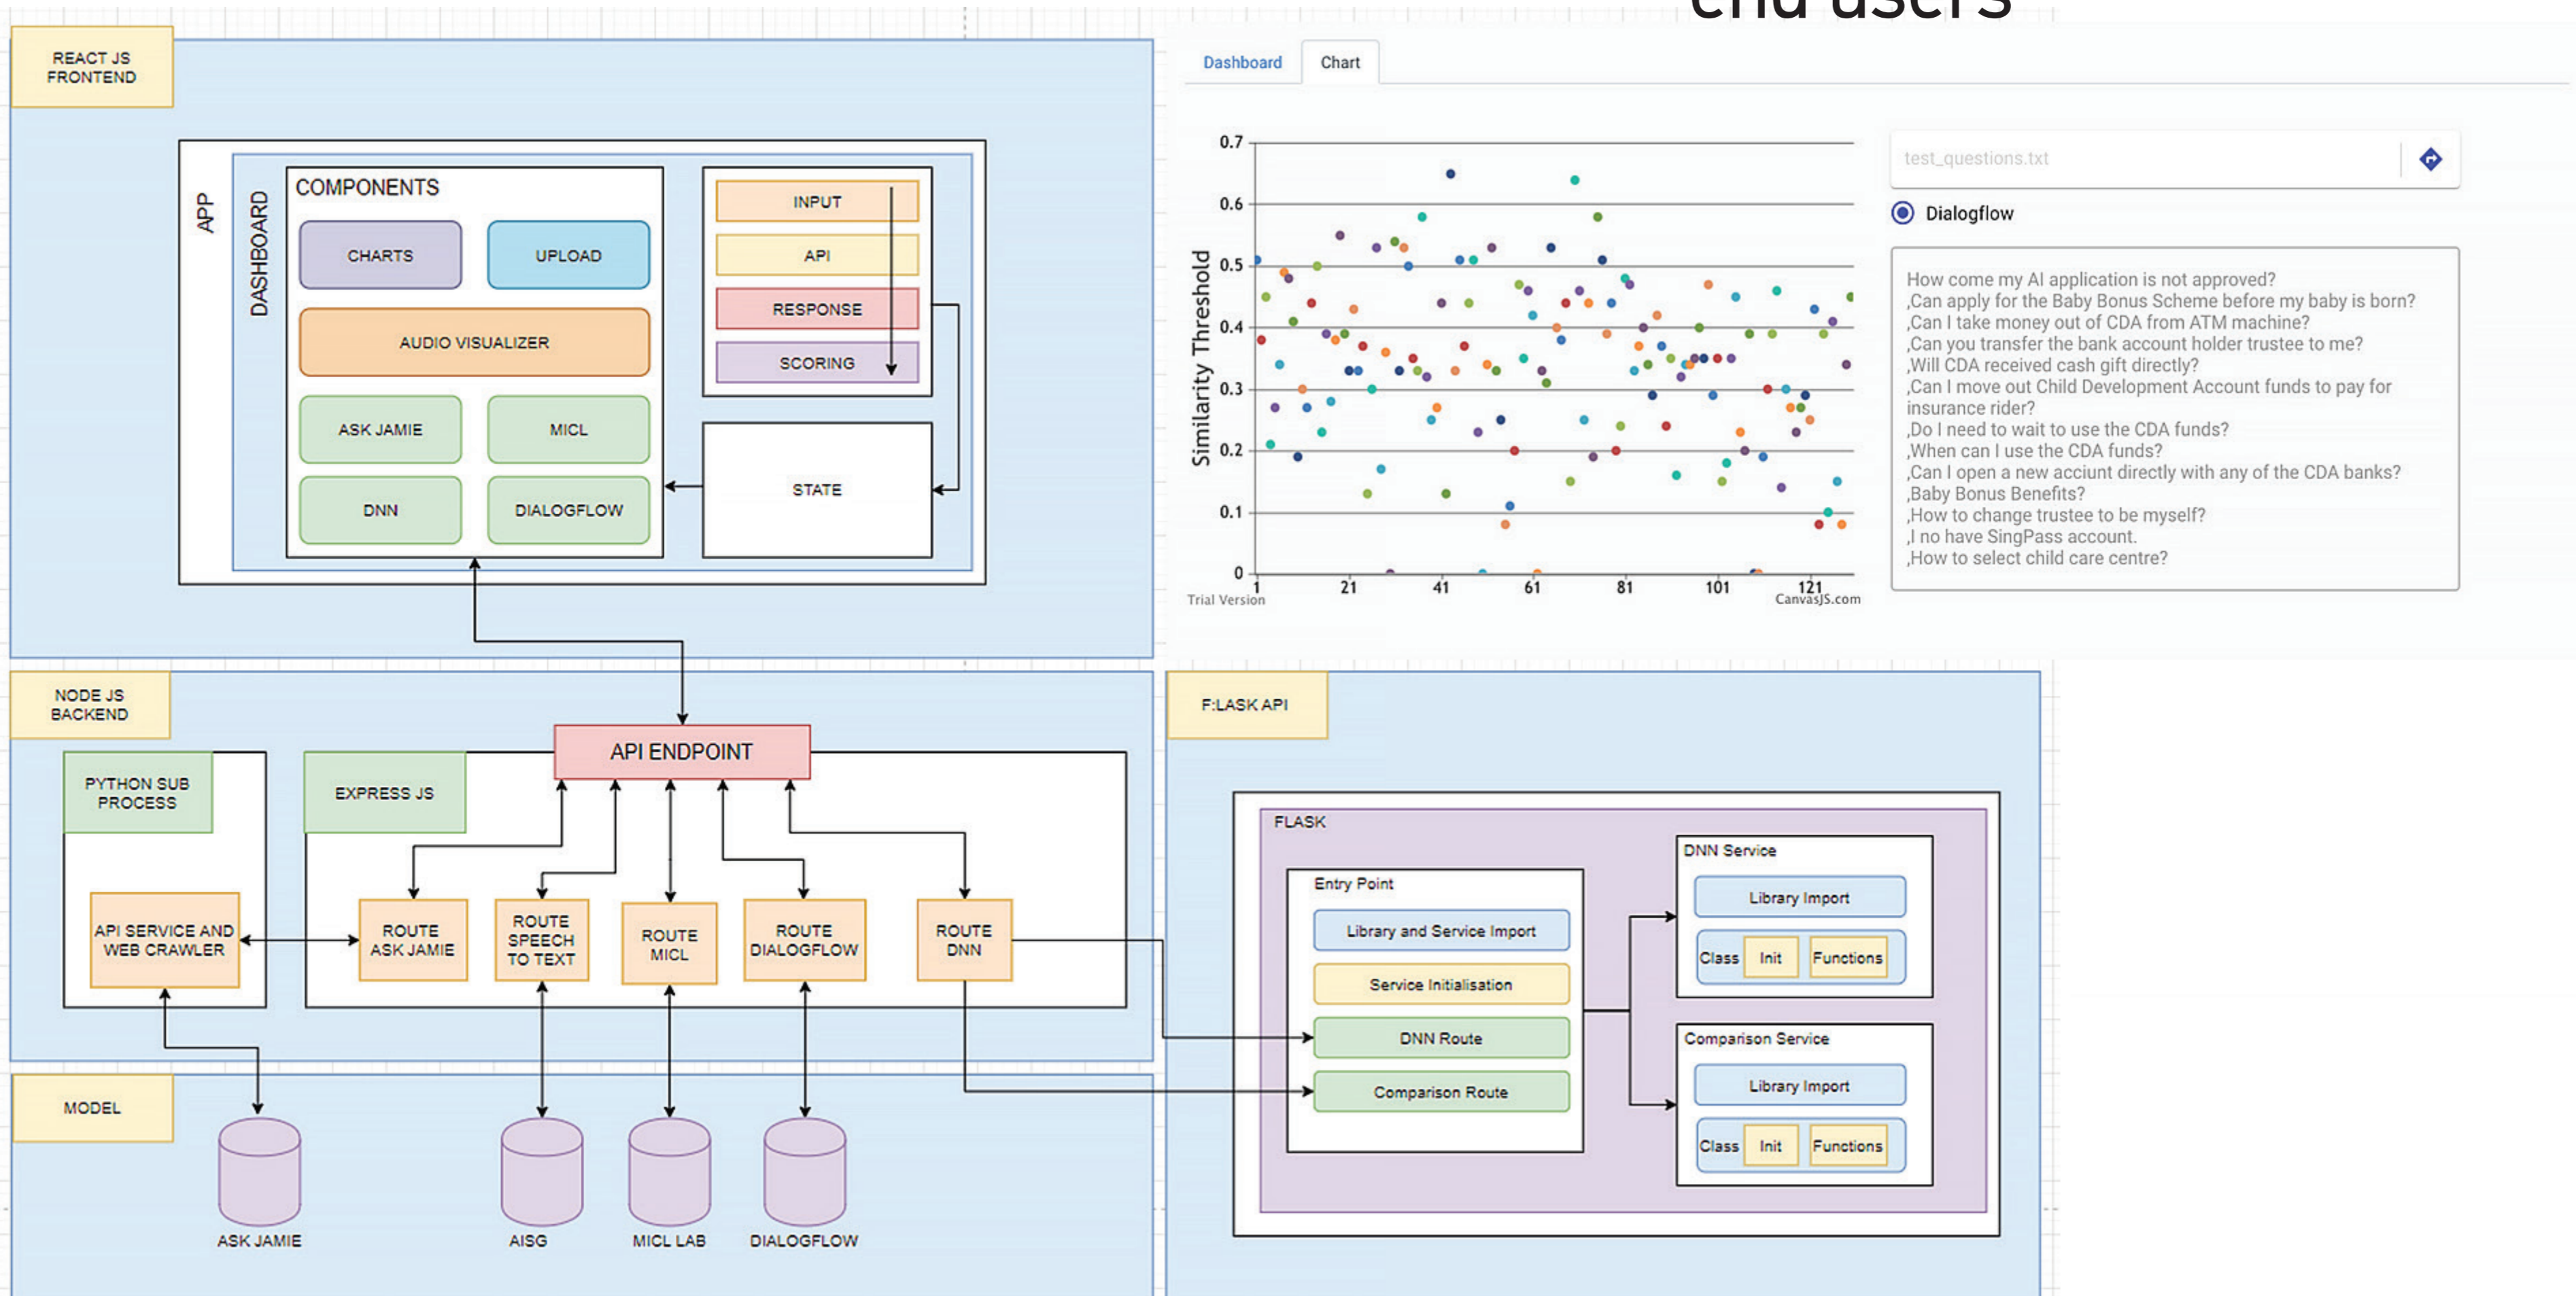 end users
REACT JS
FRONTEND
APP
DASHBOARD
COMPONENTS
CHARTS
UPLOAD
AUDIO VISUALIZER
ASK JAMIE
MICL
DNN
DIALOGFLOW
INPUT
API
RESPONSE
SCORING
STATE
Dashboard
Chart
Similarity Threshold
0.7
0.6
0.5
0.4
0.3
0.2
0.1
0
1
21
41
61
81
101
121
Trial Version
CanvasJS.com
test_questions.txt
Dialogflow
How come my AI application is not approved?
,Can apply for the Baby Bonus Scheme before my baby is born?
,Can I take money out of CDA from ATM machine?
,Can you transfer the bank account holder trustee to me?
,Will CDA received cash gift directly?
,Can I move out Child Development Account funds to pay for
insurance rider?
,Do I need to wait to use the CDA funds?
,When can I use the CDA funds?
,Can I open a new acciunt directly with any of the CDA banks?
,Baby Bonus Benefits?
,How to change trustee to be myself?
,I no have SingPass account.
,How to select child care centre?
NODE JS
BACKEND
PYTHON SUB
PROCESS
EXPRESS JS
API ENDPOINT
API SERVICE AND
WEB CRAWLER
ROUTE
ASK JAMIE
ROUTE
SPEECH
TO TEXT
ROUTE
MICL
ROUTE
DIALOGFLOW
ROUTE
DNN
MODEL
ASK JAMIE
AISG
MICL LAB
DIALOGFLOW
F:LASK API
FLASK
Entry Point
Library and Service Import
Service Initialisation
DNN Route
Comparison Route
DNN Service
Library Import
Class
Init
Functions
Comparison Service
Library Import
Class
Init
Functions